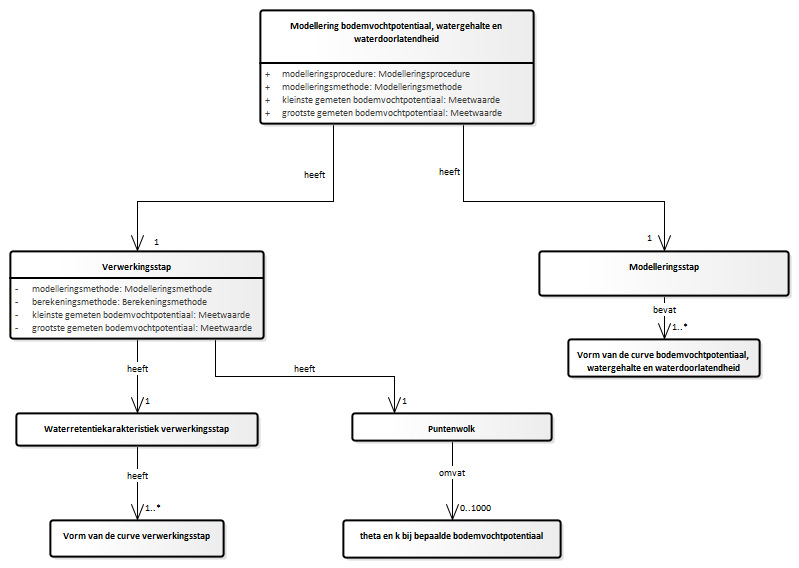 Modellering bodemvochtpotentiaal, watergehalte en
waterdoorlatendheid
+ modelleringsprocedure: Modelleringsprocedure
+ modelleringsmethode: Modelleringsmethode
+ kleinste gemeten bodemvochtpotentiaal: Meetwaarde
+ grootste gemeten bodemvochtpotentiaal: Meetwaarde
heeft
heeft
1
1
Verwerkingsstap
- modelleringsmethode: Modelleringsmethode
- berekeningsmethode: Berekeningsmethode
- kleinste gemeten bodemvochtpotentiaal: Meetwaarde
- grootste gemeten bodemvochtpotentiaal: Meetwaarde
Modelleringsstap
bevat
1..*
Vorm van de curve bodemvochtpotentiaal,
watergehalte en waterdoorlatendheid
heeft
heeft
1
1
Waterretentiekarakteristiek verwerkingsstap
Puntenwolk
heeft
omvat
1..*
0..1000
Vorm van de curve verwerkingsstap
theta en k bij bepaalde bodemvochtpotentiaal